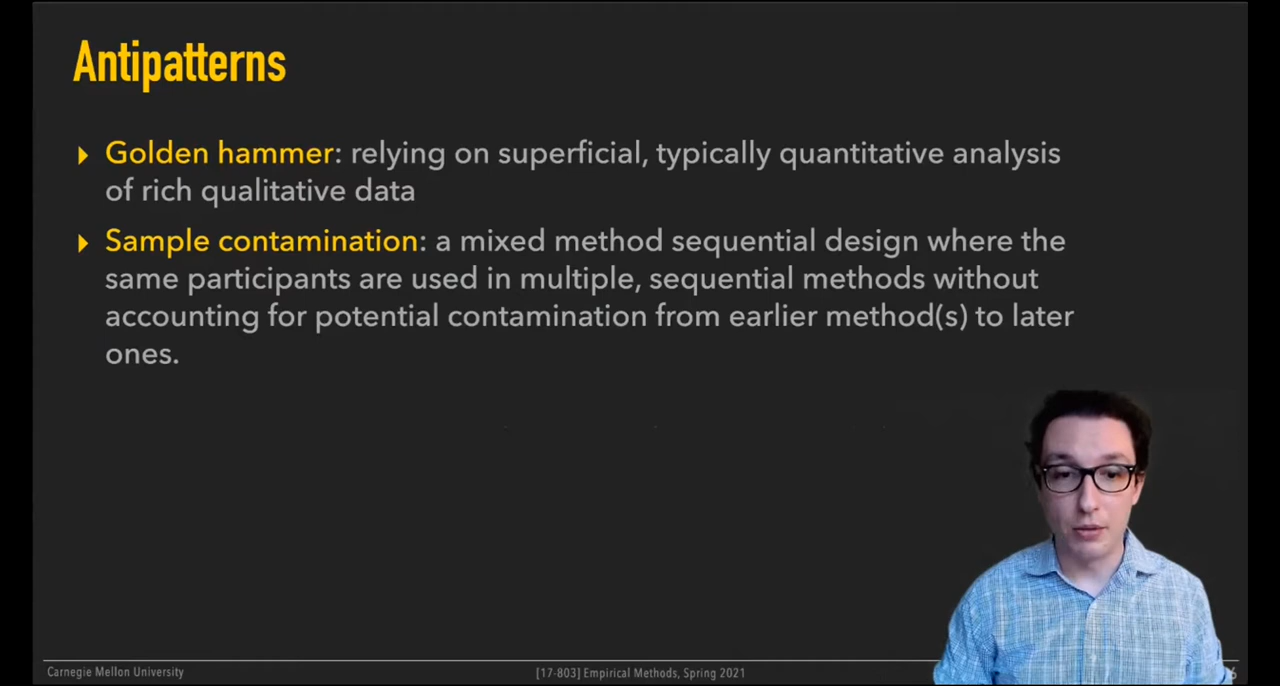 Antipatterns
Golden hammer: relying on superficial, typically quantitative analysis
of rich qualitative data
Sample contamination: a mixed method sequential design where the
same participants are used in multiple, sequential methods without
accounting for potential contamination from earlier method(s) to later
ones.
Carnegie Mellon University
[17-803] Empirical Methods, Spring 2021